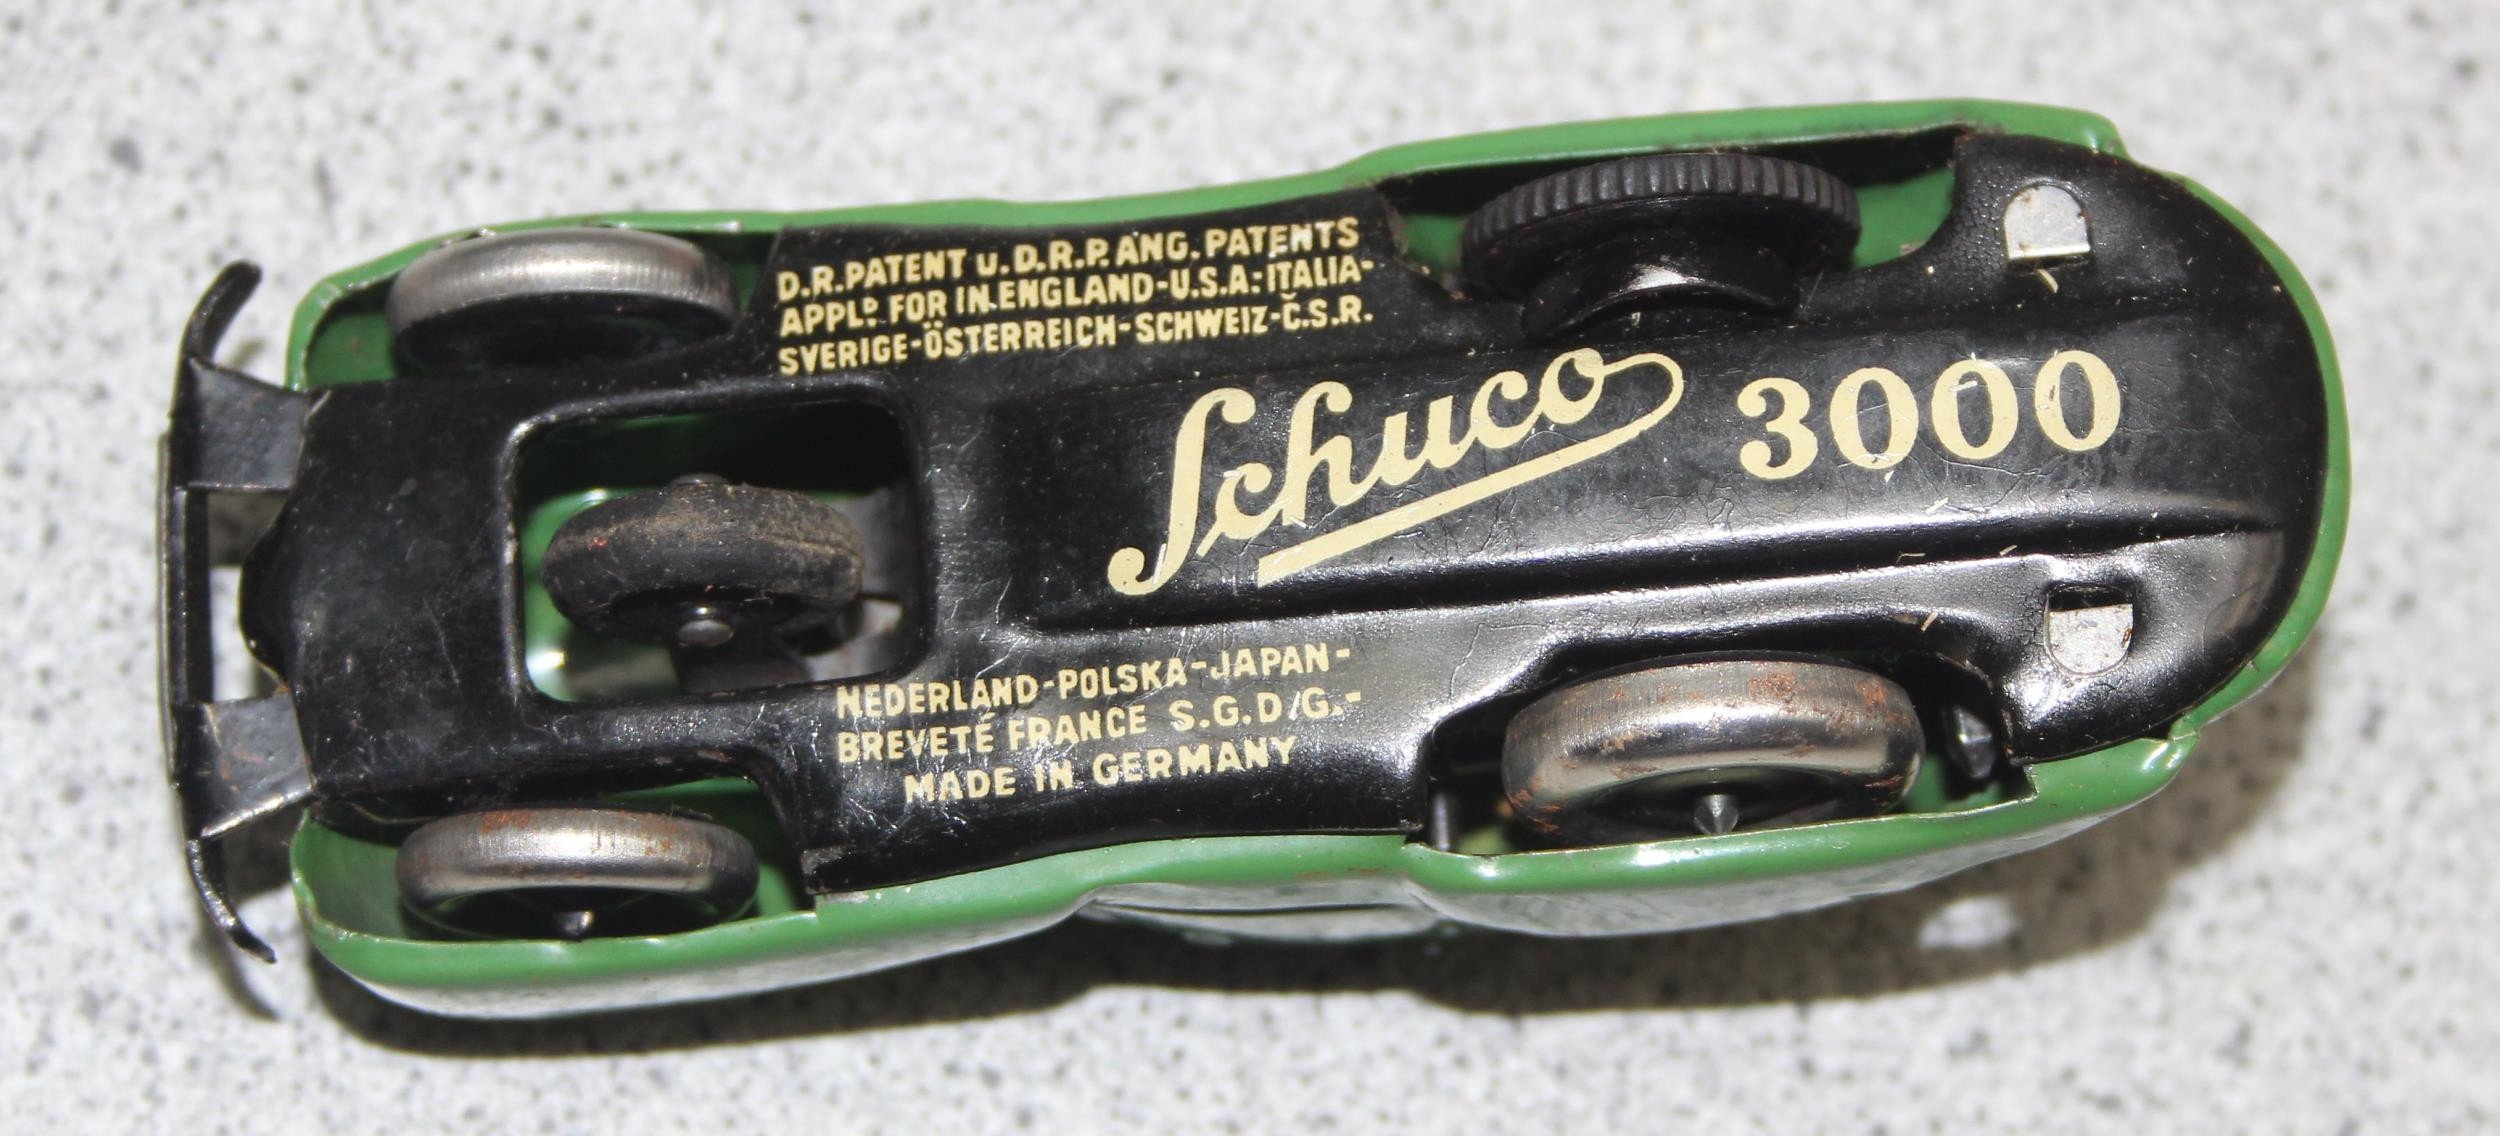 D.R.PATENT u.D.R.P. ANG. PATENTS
APPLD. FOR IN.ENGLAND-U.S.A.-ITALIA-
SVERIGE-ÖSTERREICH-SCHWEIZ-Č.S.R.
Schuco 3000
NEDERLAND-POLSKA-JAPAN-
BREVETÉ FRANCE S.G.D.G.-
MADE IN GERMANY